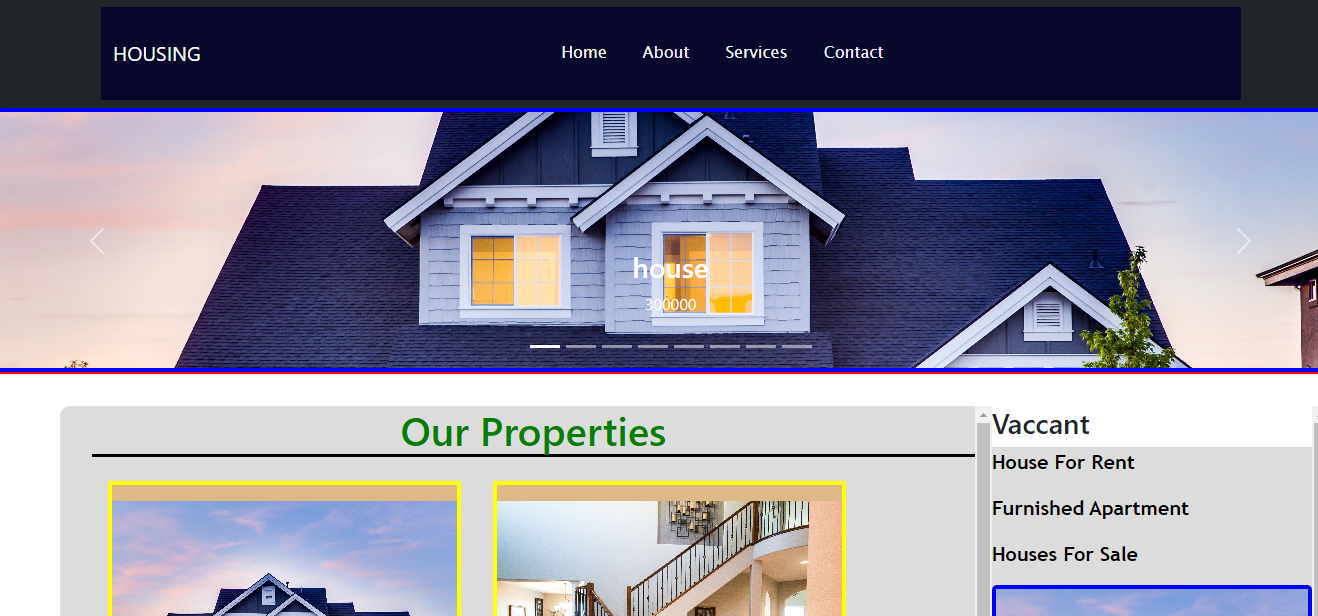 HOUSING
Home About Services Contact
house
300000
Our Properties
Vaccant
House For Rent
Furnished Apartment
Houses For Sale